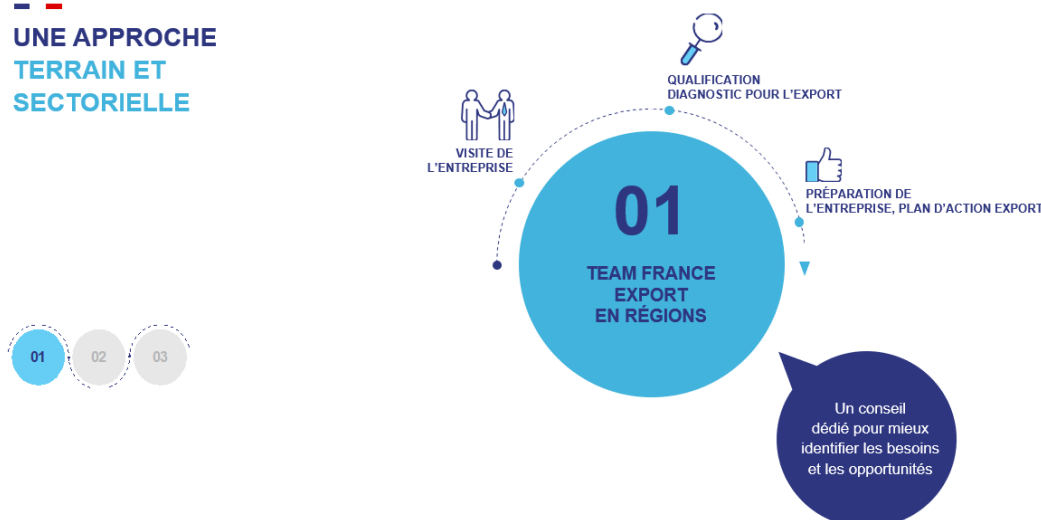 UNE APPROCHE
TERRAIN ET
SECTORIELLE
QUALIFICATION
DIAGNOSTIC POUR L'EXPORT
VISITE DE
L'ENTREPRISE
PRÉPARATION DE
L'ENTREPRISE, PLAN D'ACTION EXPORT
01
TEAM FRANCE
EXPORT
EN RÉGIONS
01
02
03
Un conseil
dédié pour mieux
identifier les besoins
et les opportunités